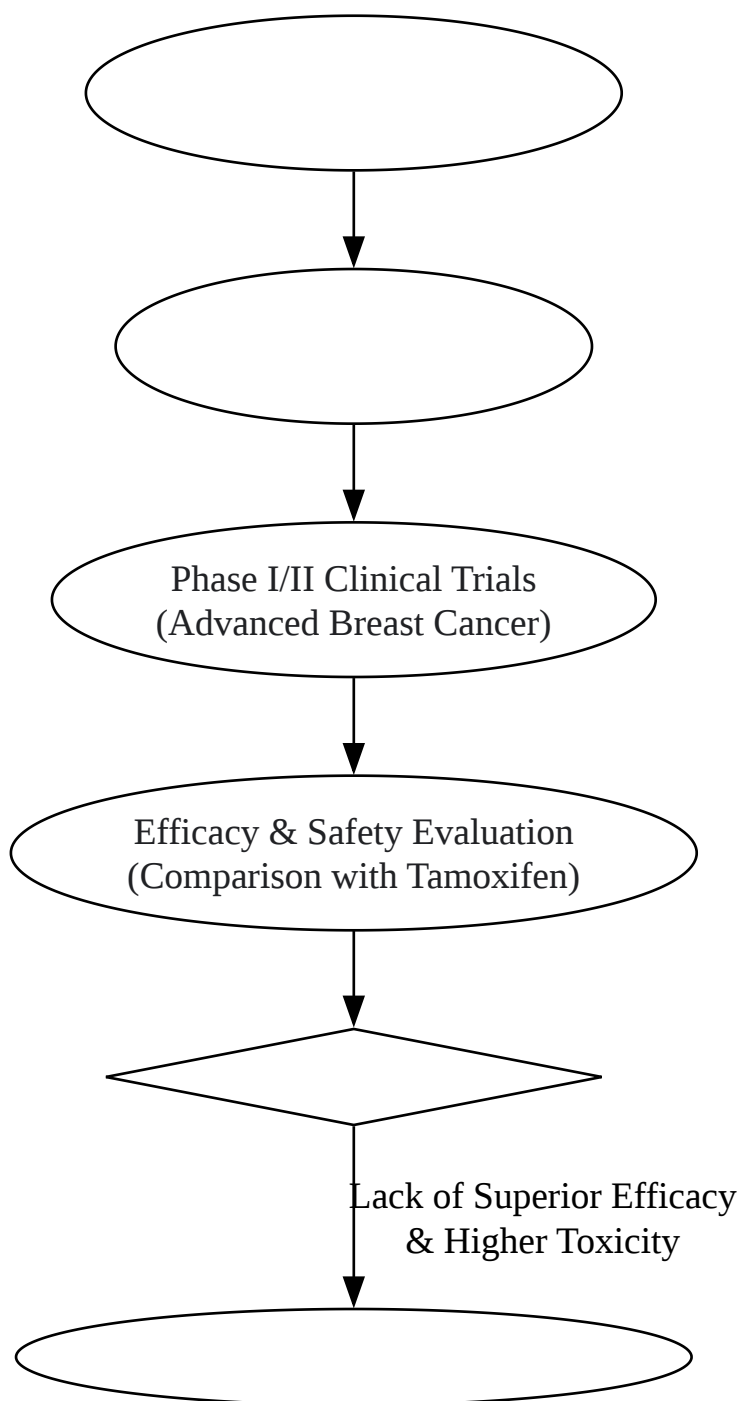 Phase I/II Clinical Trials
(Advanced Breast Cancer)
Efficacy & Safety Evaluation
(Comparison with Tamoxifen)
Lack of Superior Efficacy
& Higher Toxicity